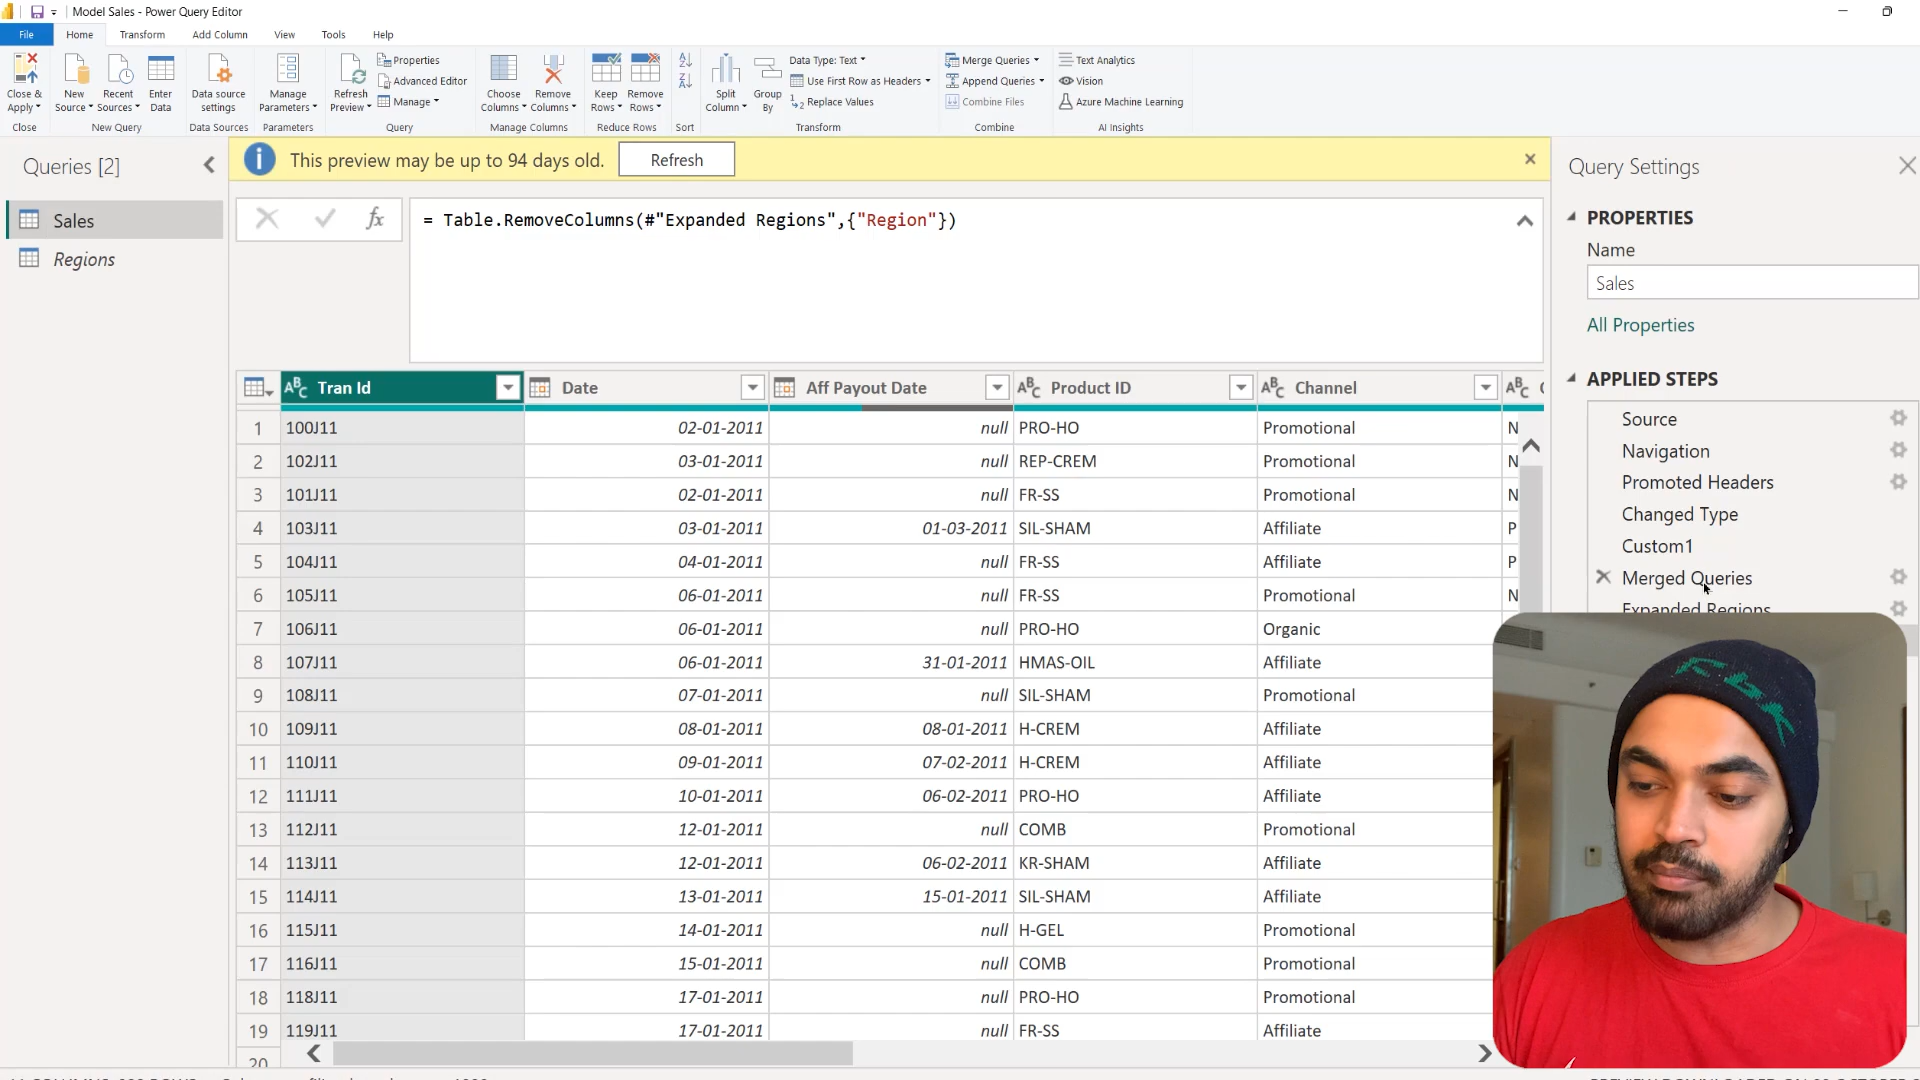 Model Sales - Power Query Editor
File Home Transform Add Column View Tools Help
Close & Apply
New Source
Recent Sources
Enter Data
Data source settings
Manage Parameters
Refresh Preview
Properties
Advanced Editor
Manage
Choose Columns
Remove Columns
Keep Rows
Remove Rows
Split Column
Group By
Data Type: Text
Use First Row as Headers
Replace Values
Merge Queries
Append Queries
Combine Files
Text Analytics
Vision
Azure Machine Learning
Close New Query Data Sources Parameters Query Manage Columns Reduce Rows Sort Transform Combine AI Insights
Queries [2]
Sales
Regions
This preview may be up to 94 days old. Refresh
fx = Table.RemoveColumns(#"Expanded Regions",{"Region"})
Tran Id Date Aff Payout Date Product ID Channel
1 100J11 02-01-2011 null PRO-HO Promotional N
2 102J11 03-01-2011 null REP-CREM Promotional N
3 101J11 02-01-2011 null FR-SS Promotional N
4 103J11 03-01-2011 01-03-2011 SIL-SHAM Affiliate P
5 104J11 04-01-2011 null FR-SS Affiliate P
6 105J11 06-01-2011 null FR-SS Promotional N
7 106J11 06-01-2011 null PRO-HO Organic
8 107J11 06-01-2011 31-01-2011 HMAS-OIL Affiliate
9 108J11 07-01-2011 null SIL-SHAM Promotional
10 109J11 08-01-2011 08-01-2011 H-CREM Affiliate
11 110J11 09-01-2011 07-02-2011 H-CREM Affiliate
12 111J11 10-01-2011 06-02-2011 PRO-HO Affiliate
13 112J11 12-01-2011 null COMB Promotional
14 113J11 12-01-2011 06-02-2011 KR-SHAM Affiliate
15 114J11 13-01-2011 15-01-2011 SIL-SHAM Affiliate
16 115J11 14-01-2011 null H-GEL Promotional
17 116J11 15-01-2011 null COMB Promotional
18 118J11 17-01-2011 null PRO-HO Promotional
19 119J11 17-01-2011 null FR-SS Affiliate
20
Query Settings
PROPERTIES
Name
Sales
All Properties
APPLIED STEPS
Source
Navigation
Promoted Headers
Changed Type
Custom1
Merged Queries
Expanded Regions